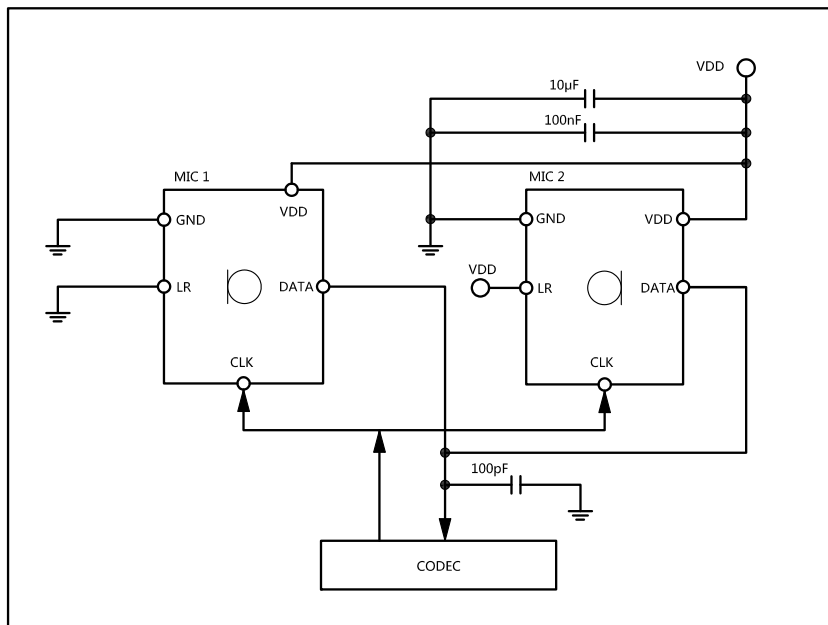 VDD
10μF
100nF
MIC 1
MIC 2
VDD
GND
GND
VDD
VDD
LR
DATA
LR
DATA
CLK
CLK
100pF
CODEC